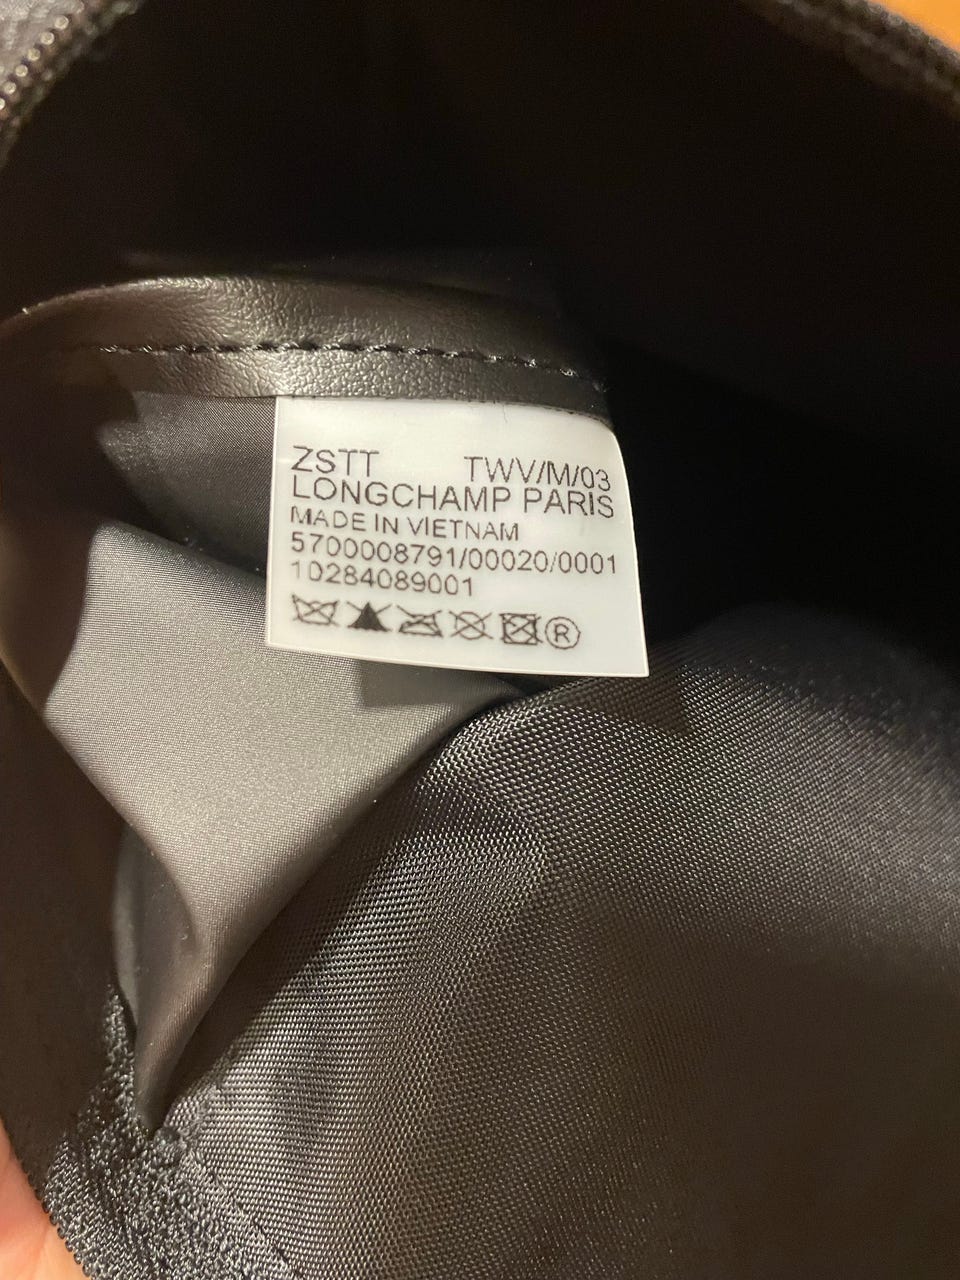 ZSTT TWV/M/03
LONGCHAMP PARIS
MADE IN VIETNAM
5700008791/00020/0001
10284089001
®